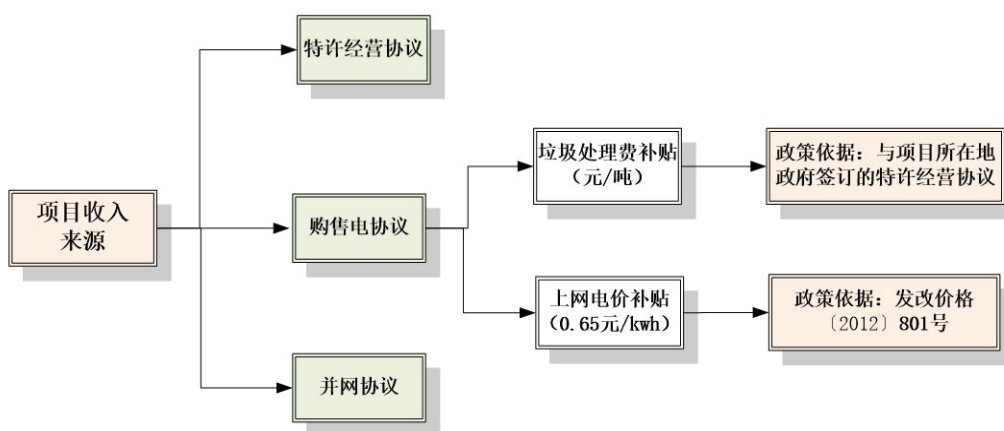 特许经营协议
垃圾处理费补贴
（元/吨）
政策依据：与项目所在地
政府签订的特许经营协议
项目收入
来源
购售电协议
上网电价补贴
（0.65元/kwh）
政策依据：发改价格
〔2012〕801号
并网协议